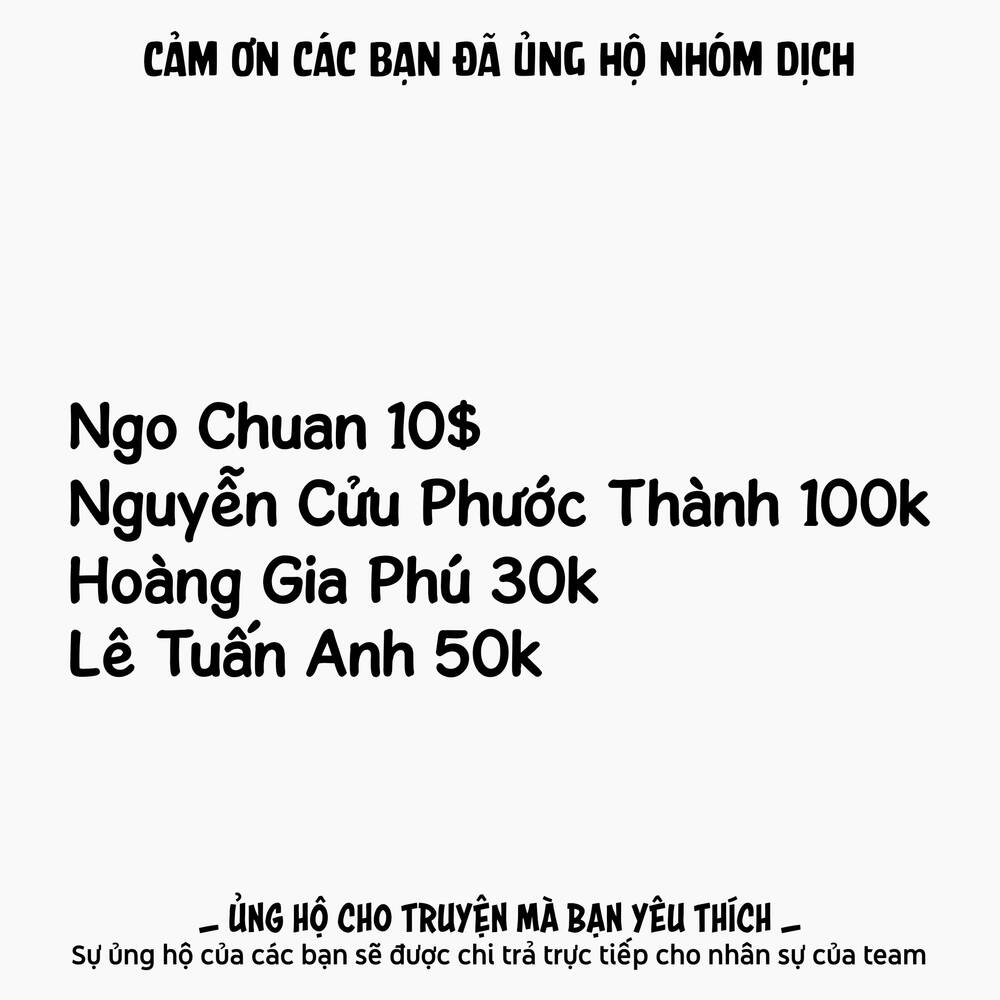 CẢM ƠN CÁC BẠN ĐÃ ỦNG HỘ NHÓM DỊCH
Ngo Chuan 10$
Nguyễn Cửu Phước Thành 100k
Hoàng Gia Phú 30k
Lê Tuấn Anh 50k
_ ỦNG HỘ CHO TRUYỆN MÀ BẠN YÊU THÍCH _
Sự ủng hộ của các bạn sẽ được chi trả trực tiếp cho nhân sự của team